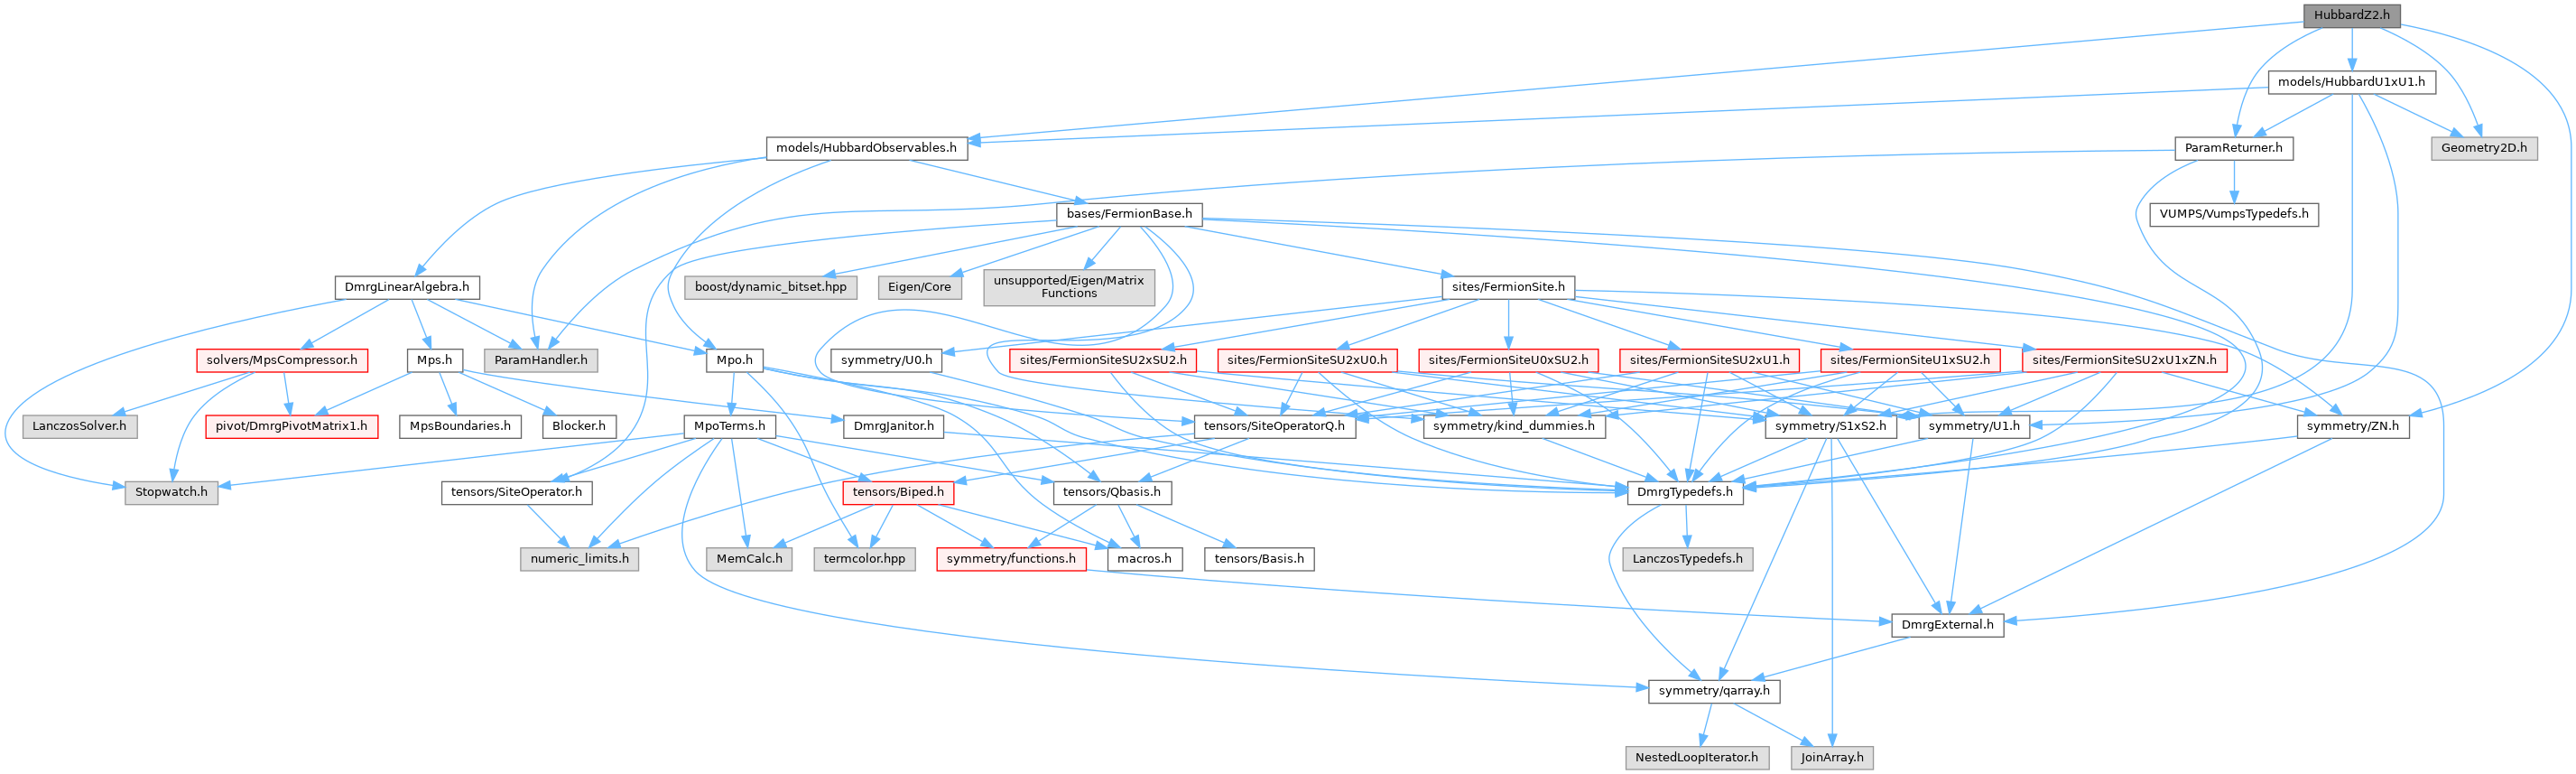 HubbardZ2.h
models/HubbardU1xU1.h
models/HubbardObservables.h
ParamReturner.h
Geometry2D.h
bases/FermionBase.h
VUMPS/VumpsTypedefs.h
DmrgLinearAlgebra.h
boost/dynamic_bitset.hpp
Eigen/Core
unsupported/Eigen/Matrix
Functions
sites/FermionSite.h
solvers/MpsCompressor.h
Mps.h
ParamHandler.h
Mpo.h
symmetry/U0.h
sites/FermionSiteSU2xSU2.h
sites/FermionSiteSU2xU0.h
sites/FermionSiteU0xSU2.h
sites/FermionSiteSU2xU1.h
sites/FermionSiteU1xSU2.h
sites/FermionSiteSU2xU1xZN.h
LanczosSolver.h
pivot/DmrgPivotMatrix1.h
MpsBoundaries.h
Blocker.h
MpoTerms.h
DmrgJanitor.h
tensors/SiteOperatorQ.h
symmetry/kind_dummies.h
symmetry/S1xS2.h
symmetry/U1.h
symmetry/ZN.h
Stopwatch.h
tensors/SiteOperator.h
tensors/Biped.h
tensors/Qbasis.h
DmrgTypedefs.h
numeric_limits.h
MemCalc.h
termcolor.hpp
symmetry/functions.h
macros.h
tensors/Basis.h
LanczosTypedefs.h
DmrgExternal.h
symmetry/qarray.h
NestedLoopIterator.h
JoinArray.h